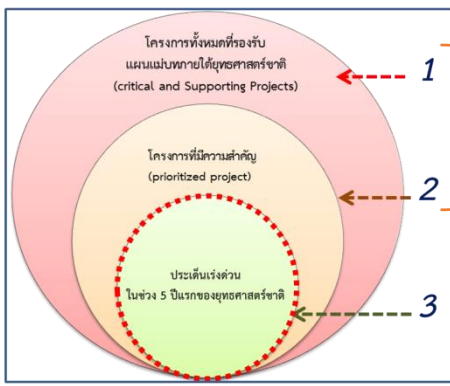 โครงการทั้งหมดที่รองรับ
แผนแม่บทภายใต้ยุทธศาสตร์ชาติ
(critical and Supporting Projects)
1
โครงการที่มีความสำคัญ
(prioritized project)
2
ประเด็นเร่งด่วน
ในช่วง 5 ปีแรกของยุทธศาสตร์ชาติ
3